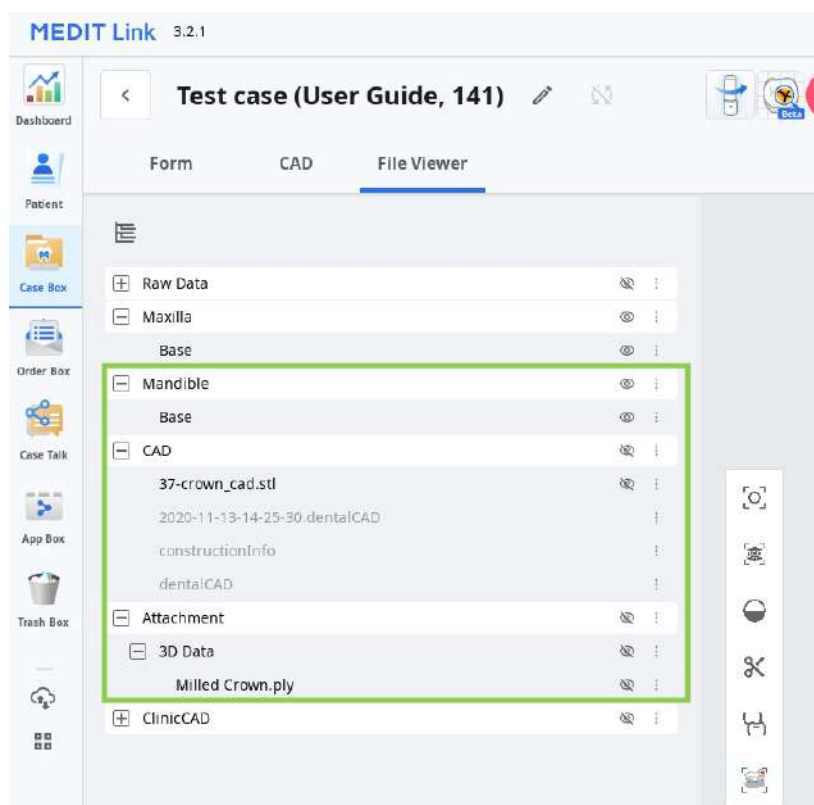 MEDIT Link 3.2.1
Dashboard
Patient
Case Box
Order Box
Case Talk
App Box
Trash Box
Test case (User Guide, 141)
Beta
Form CAD File Viewer
Raw Data
Maxilla
Base
Mandible
Base
CAD
37-crown_cad.stl
2020-11-13-14-25-30.dentalCAD
constructionInfo
dentalCAD
Attachment
3D Data
Milled Crown.ply
ClinicCAD